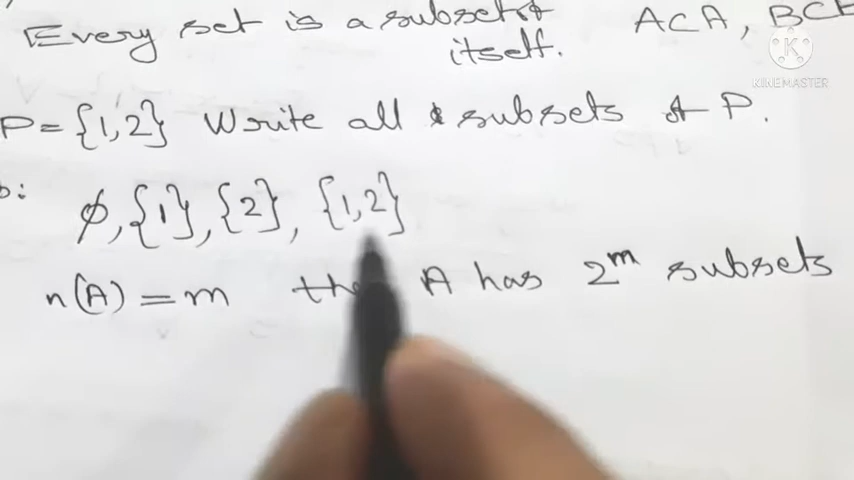 Every set is a subset of itself. A⊂A, B⊂B
KINEMASTER
P = {1,2} Write all subsets of P.
ϕ, {1}, {2}, {1,2}
n(A) = m the A has 2^m subsets